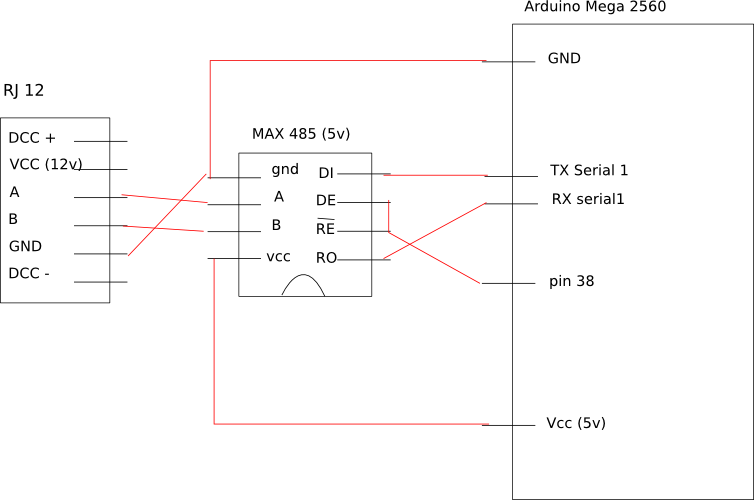 Arduino Mega 2560
GND
RJ 12
MAX 485 (5v)
DCC +
VCC (12v)
A
B
GND
DCC -
gnd
A
B
vcc
DI
DE
RE
RO
TX Serial 1
RX serial1
pin 38
Vcc (5v)